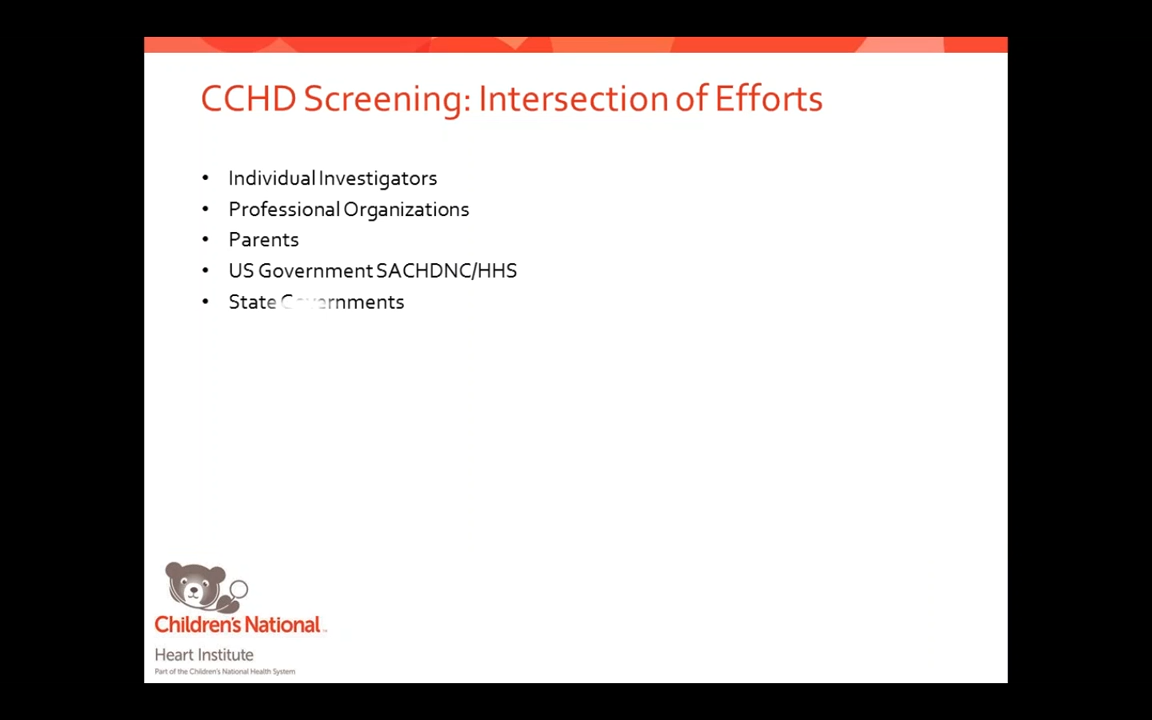 CCHD Screening: Intersection of Efforts
• Individual Investigators
• Professional Organizations
• Parents
• US Government SACHDNC/HHS
• State Governments
Children's National™
Heart Institute
Part of the Children's National Health System